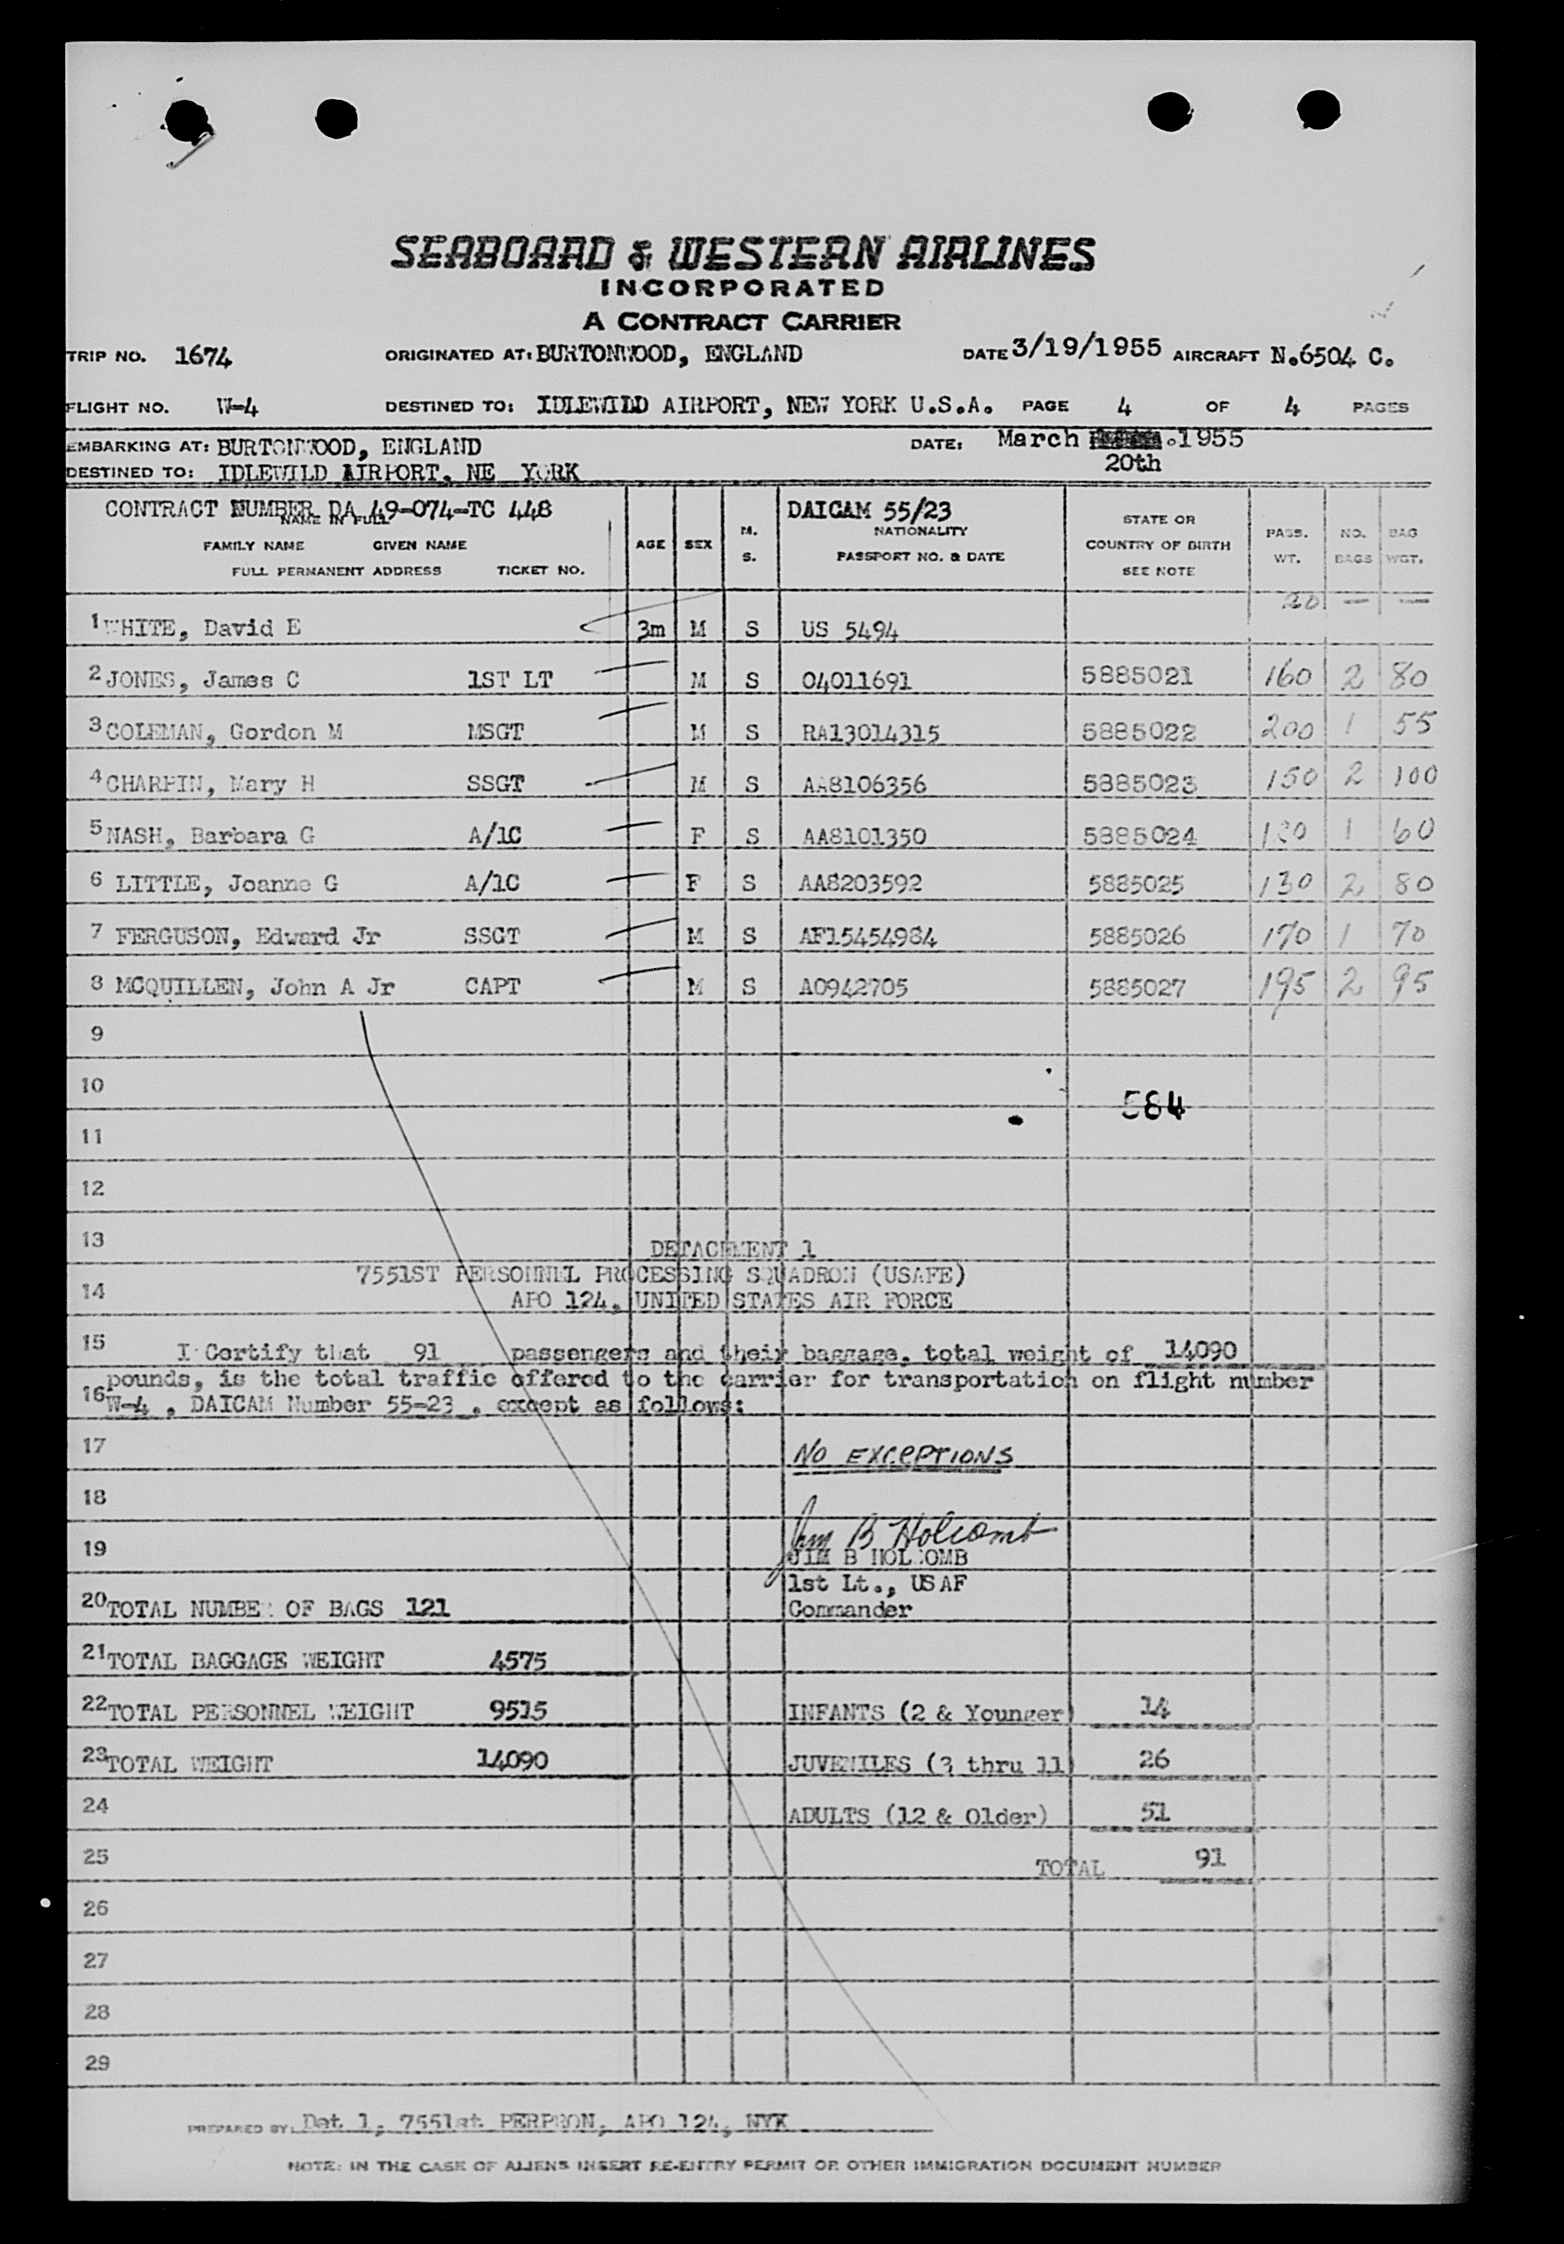 SEABOARD & WESTERN AIRLINES
INCORPORATED
A CONTRACT CARRIER
TRIP NO. 1674 ORIGINATED AT: BURTONWOOD, ENGLAND DATE 3/19/1955 AIRCRAFT N.6504 C.
FLIGHT NO. W-4 DESTINED TO: IDLEWILD AIRPORT, NEW YORK U.S.A. PAGE 4 OF 4 PAGES
EMBARKING AT: BURTONWOOD, ENGLAND DATE: March .1955
DESTINED TO: IDLEWILD AIRPORT, NE YORK 20th
CONTRACT NUMBER DA 49-074-TC 448 DAICAM 55/23
NAME IN FULL
FAMILY NAME GIVEN NAME
FULL PERMANENT ADDRESS TICKET NO.
AGE SEX M. S. NATIONALITY
PASSPORT NO. & DATE
STATE OR
COUNTRY OF BIRTH
SEE NOTE
PASS. WT. NO. BAGS BAG WGT.
1 WHITE, David E 3m M S US 5494 20 — —
2 JONES, James C 1ST LT M S 04011691 5885021 160 2 80
3 COLEMAN, Gordon M MSGT M S RA13014315 5885022 200 1 55
4 CHARPIN, Mary H SSGT M S AA8106356 5885023 150 2 100
5 NASH, Barbara G A/1C F S AA8101350 5885024 120 1 60
6 LITTLE, Joanne G A/1C F S AA8203592 5885025 130 2 80
7 FERGUSON, Edward Jr SSGT M S AF15454984 5885026 170 1 70
8 MCQUILLEN, John A Jr CAPT M S AO942705 5885027 195 2 95
9
10
584
11
12
13
DETACHMENT 1
7551ST PERSONNEL PROCESSING SQUADRON (USAFE)
14
APO 124, UNITED STATES AIR FORCE
15 I Certify that 91 passengers and their baggage, total weight of 14090
pounds, is the total traffic offered to the carrier for transportation on flight number
16 W-4 , DAICAM Number 55-23 , except as follows:
17 NO EXCEPTIONS
18
Jim B Holcomb
19 JIM B HOLCOMB
1st Lt., USAF
20 TOTAL NUMBER OF BAGS 121 Commander
21 TOTAL BAGGAGE WEIGHT 4575
22 TOTAL PERSONNEL WEIGHT 9515 INFANTS (2 & Younger) 14
23 TOTAL WEIGHT 14090 JUVENILES (3 thru 11) 26
24 ADULTS (12 & Older) 51
25 TOTAL 91
26
27
28
29
PREPARED BY: Det 1, 7551st PERPRON, APO 124, NYK
NOTE: IN THE CASE OF ALIENS INSERT RE-ENTRY PERMIT OR OTHER IMMIGRATION DOCUMENT NUMBER